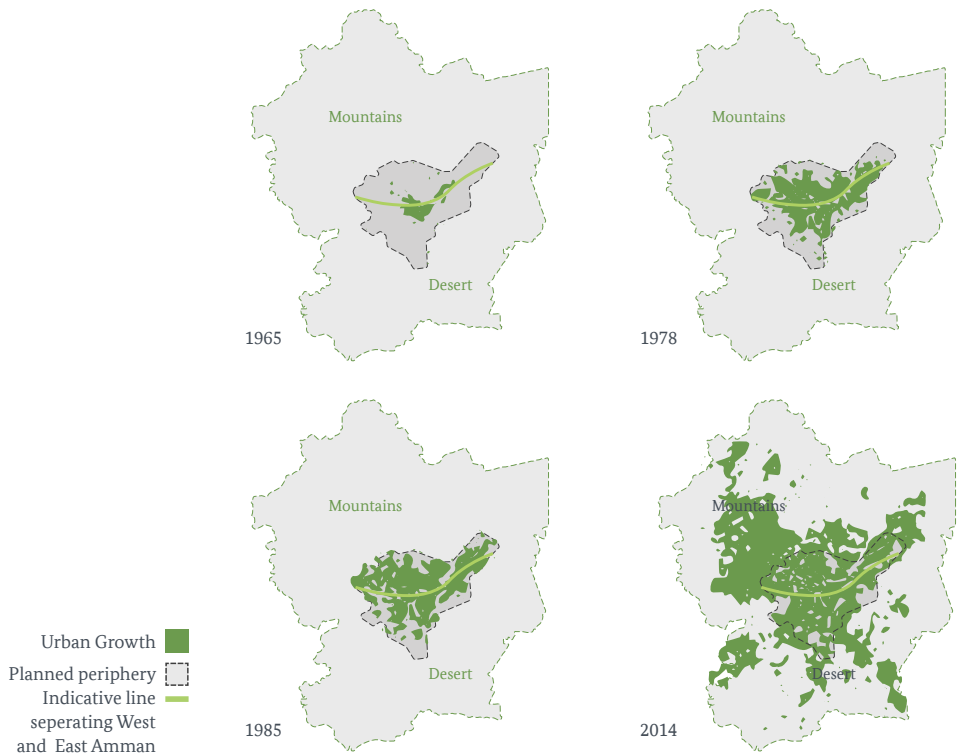 Mountains
Desert
1965
Mountains
Desert
1978
Mountains
Desert
1985
Mountains
Desert
2014
Urban Growth
Planned periphery
Indicative line
seperating West
and East Amman